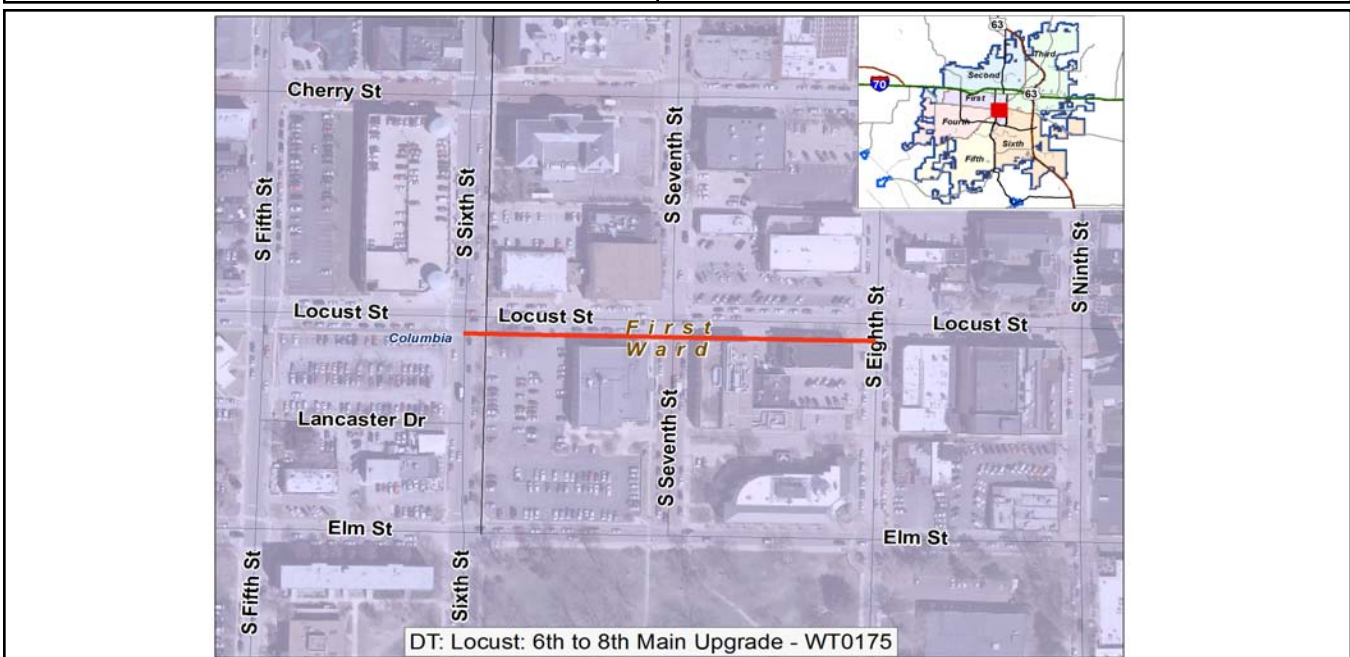 63
Third
Second
70
First
63
Fourth
Sixth
Fifth
Cherry St
S Fifth St
S Sixth St
S Seventh St
S Ninth St
S Eighth St
Locust St
Locust St
Locust St
First
Ward
Columbia
Lancaster Dr
S Seventh St
Elm St
Elm St
S Fifth St
Sixth St
DT: Locust: 6th to 8th Main Upgrade - WT0175